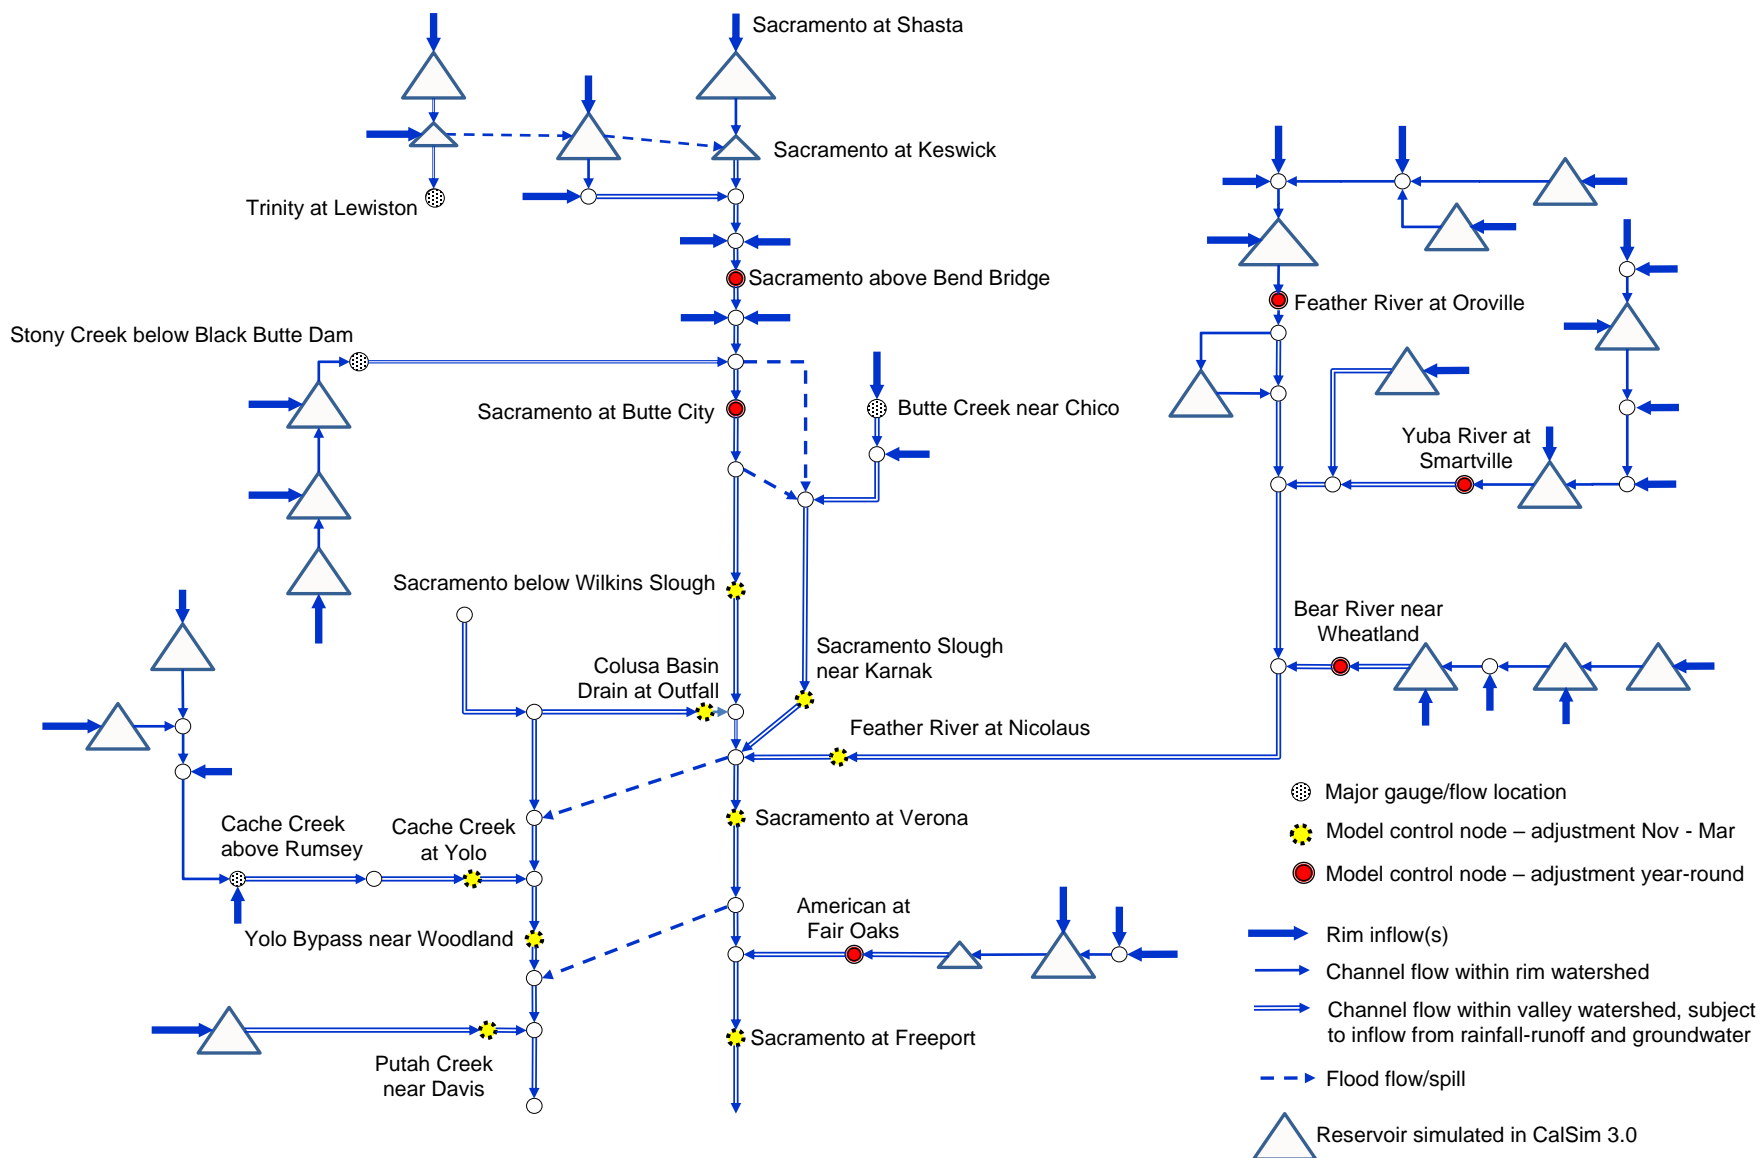 Sacramento at Shasta
Sacramento at Keswick
Trinity at Lewiston
Sacramento above Bend Bridge
Feather River at Oroville
Stony Creek below Black Butte Dam
Sacramento at Butte City
Butte Creek near Chico
Yuba River at
Smartville
Sacramento below Wilkins Slough
Bear River near
Wheatland
Sacramento Slough
near Karnak
Colusa Basin
Drain at Outfall
Feather River at Nicolaus
Major gauge/flow location
Sacramento at Verona
Model control node – adjustment Nov - Mar
Cache Creek
above Rumsey
Cache Creek
at Yolo
Model control node – adjustment year-round
American at
Fair Oaks
Yolo Bypass near Woodland
Rim inflow(s)
Channel flow within rim watershed
Channel flow within valley watershed, subject
to inflow from rainfall-runoff and groundwater
Sacramento at Freeport
Putah Creek
near Davis
Flood flow/spill
Reservoir simulated in CalSim 3.0